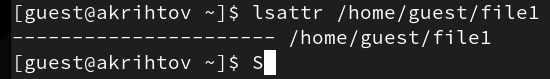 [guest@akrihtov ~]$ lsattr /home/guest/file1
---------------------- /home/guest/file1
[guest@akrihtov ~]$ S